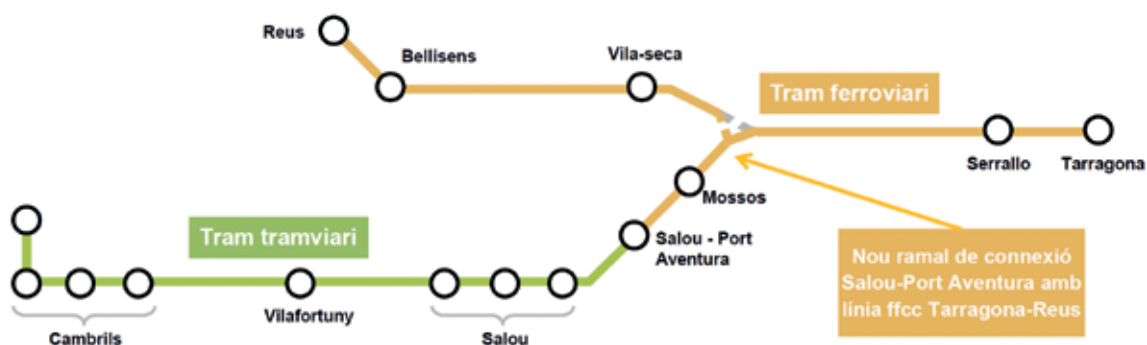 Reus
Bellisens
Vila-seca
Tram ferroviari
Serrallo
Tarragona
Mossos
Tram tramviari
Salou - Port
Aventura
Nou ramal de connexió
Salou-Port Aventura amb
línia ffcc Tarragona-Reus
Vilafortuny
Cambrils
Salou